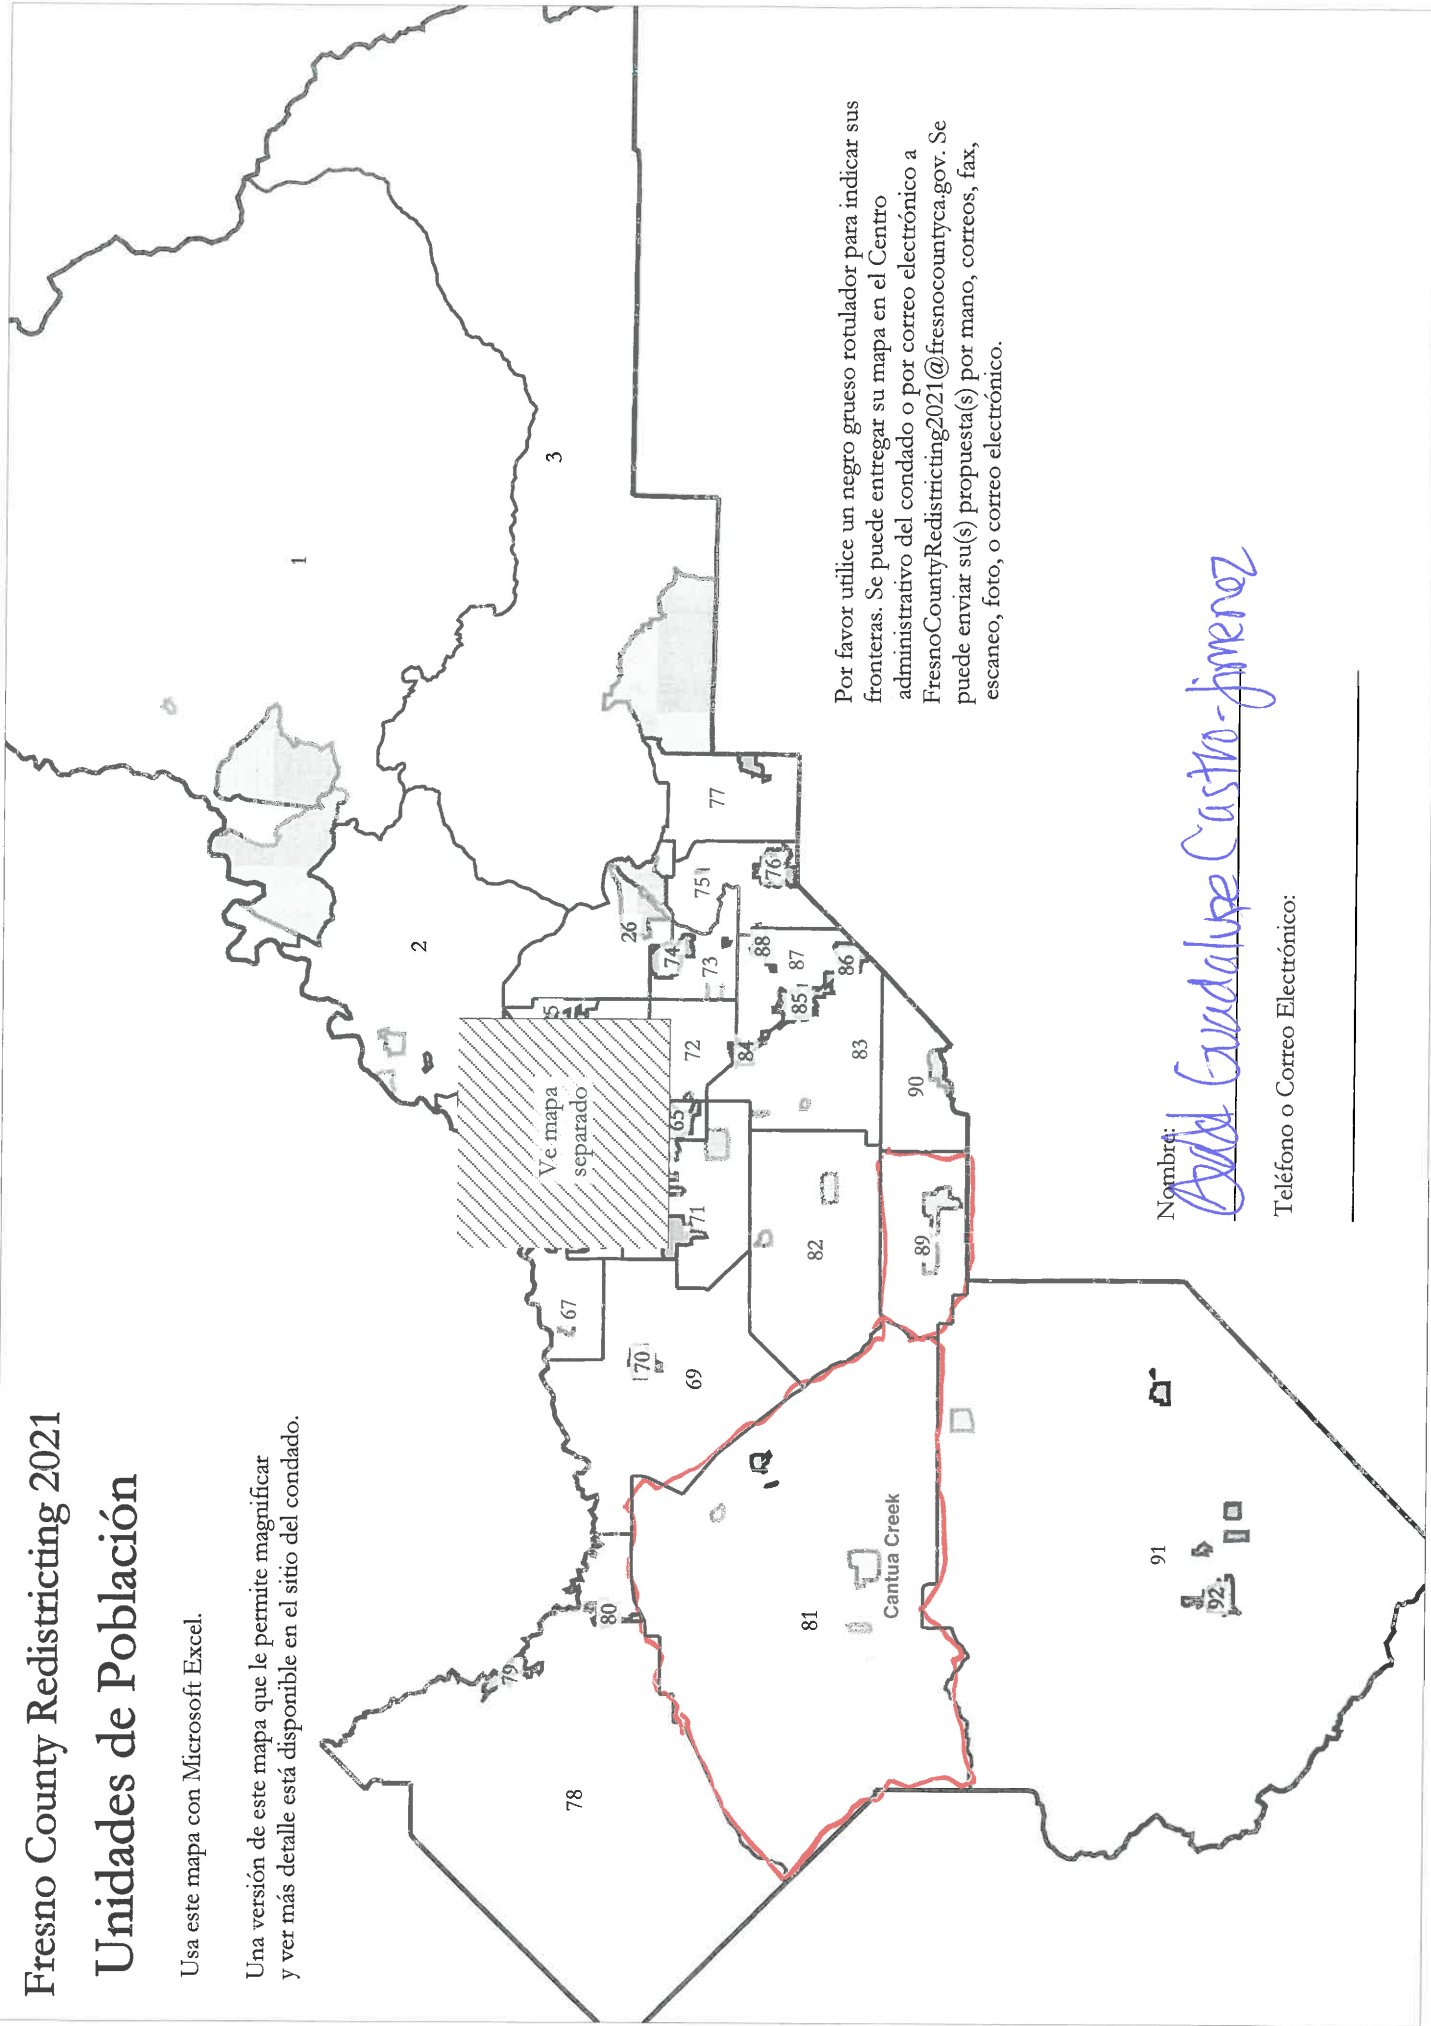 Fresno County Redistricting 2021
Unidades de Población
Usa este mapa con Microsoft Excel.
Una versión de este mapa que le permite magnificar
y ver más detalle está disponible en el sitio del condado.
1
2
3
26
Ve mapa
separado
65
67
69
70
71
72
73
74
75
76
77
78
79
80
81
Cantua Creek
82
83
84
85
86
87
88
89
90
91
92
Por favor utilice un negro grueso rotulador para indicar sus
fronteras. Se puede entregar su mapa en el Centro
administrativo del condado o por correo electrónico a
FresnoCountyRedistricting2021@fresnocountyca.gov. Se
puede enviar su(s) propuesta(s) por mano, correos, fax,
escaneo, foto, o correo electrónico.
Nombre:
Guadalupe Castro-Jimenez
Teléfono o Correo Electrónico: